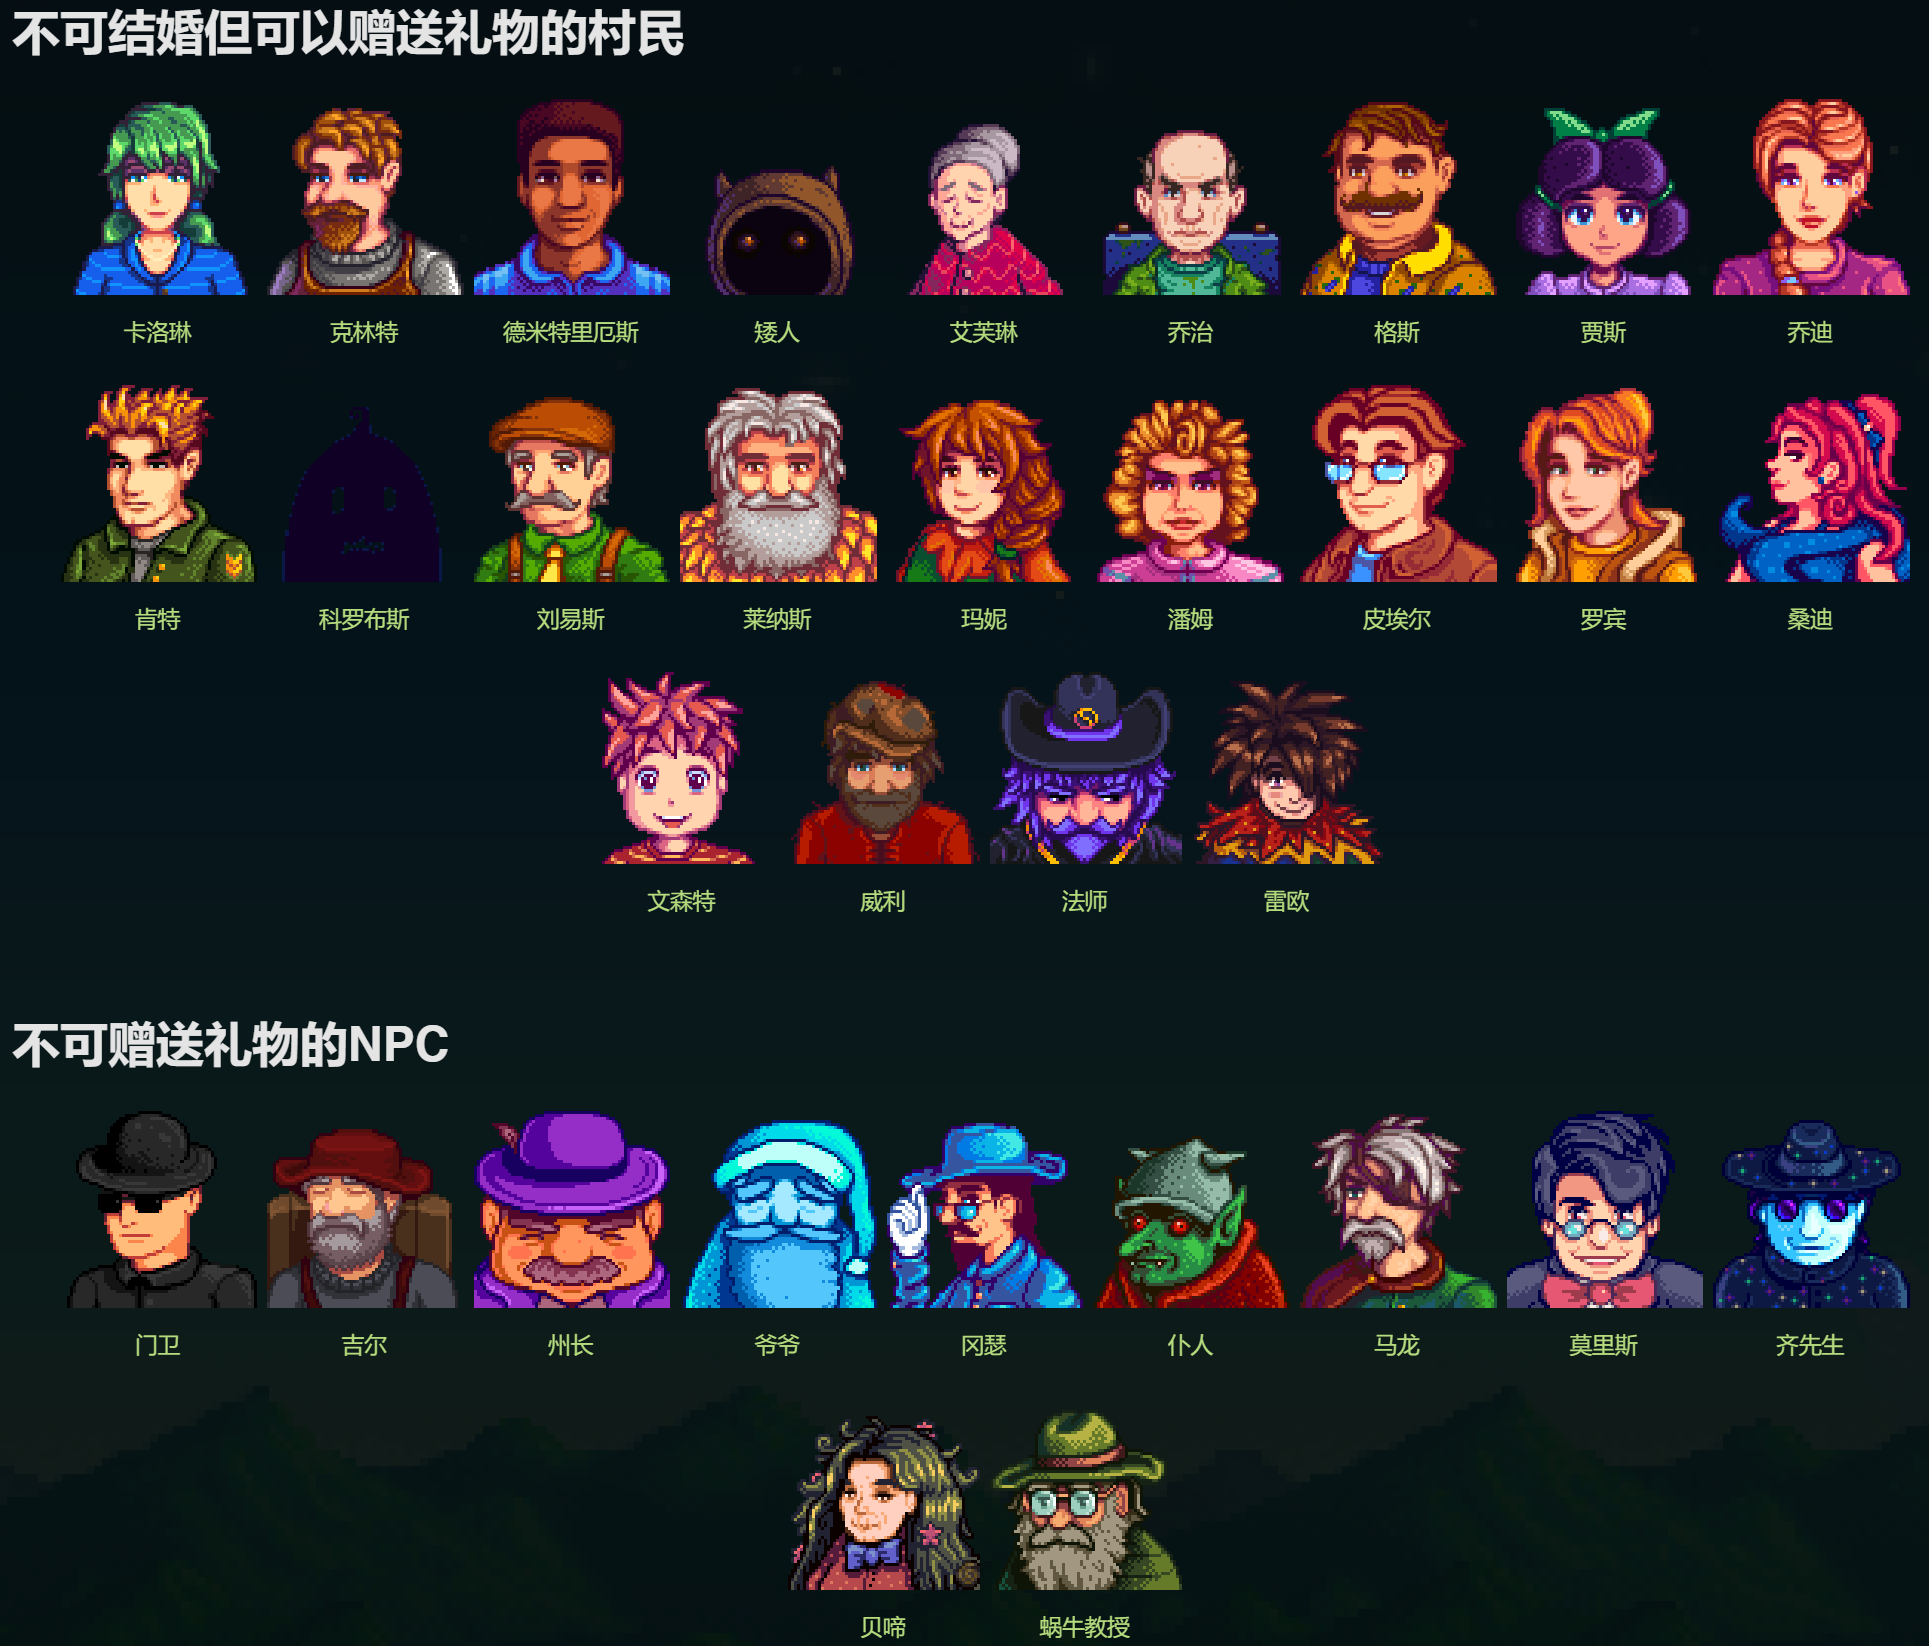 不可结婚但可以赠送礼物的村民
卡洛琳 克林特 德米特里厄斯 矮人 艾芙琳 乔治 格斯 贾斯 乔迪
肯特 科罗布斯 刘易斯 莱纳斯 玛妮 潘姆 皮埃尔 罗宾 桑迪
文森特 威利 法师 雷欧
不可赠送礼物的NPC
门卫 吉尔 州长 爷爷 冈瑟 仆人 马龙 莫里斯 齐先生
贝啼 蜗牛教授